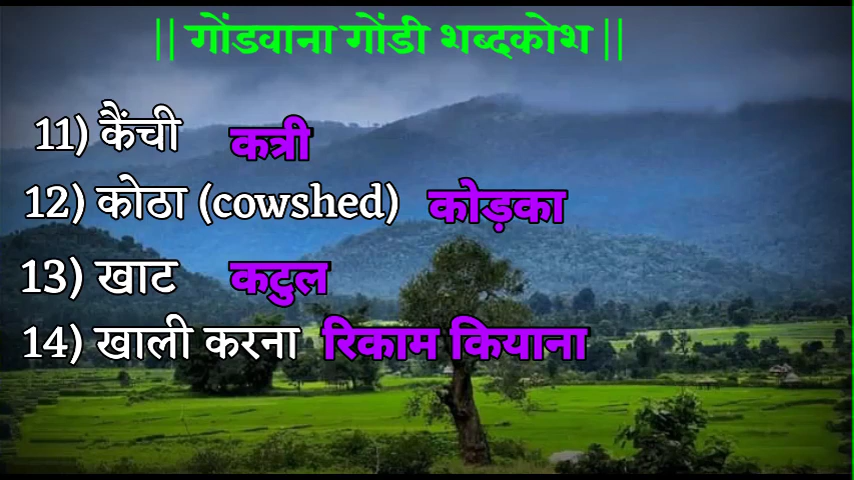 || गोंडवाना गोंडी शब्दकोश ||
11) कैंची कत्री
12) कोठा (cowshed) कोड़का
13) खाट कटुल
14) खाली करना रिकाम कियाना